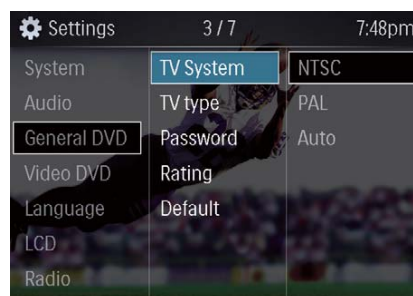 Settings 3 / 7 7:48pm
System TV System NTSC
Audio TV type PAL
General DVD Password Auto
Video DVD Rating
Language Default
LCD
Radio